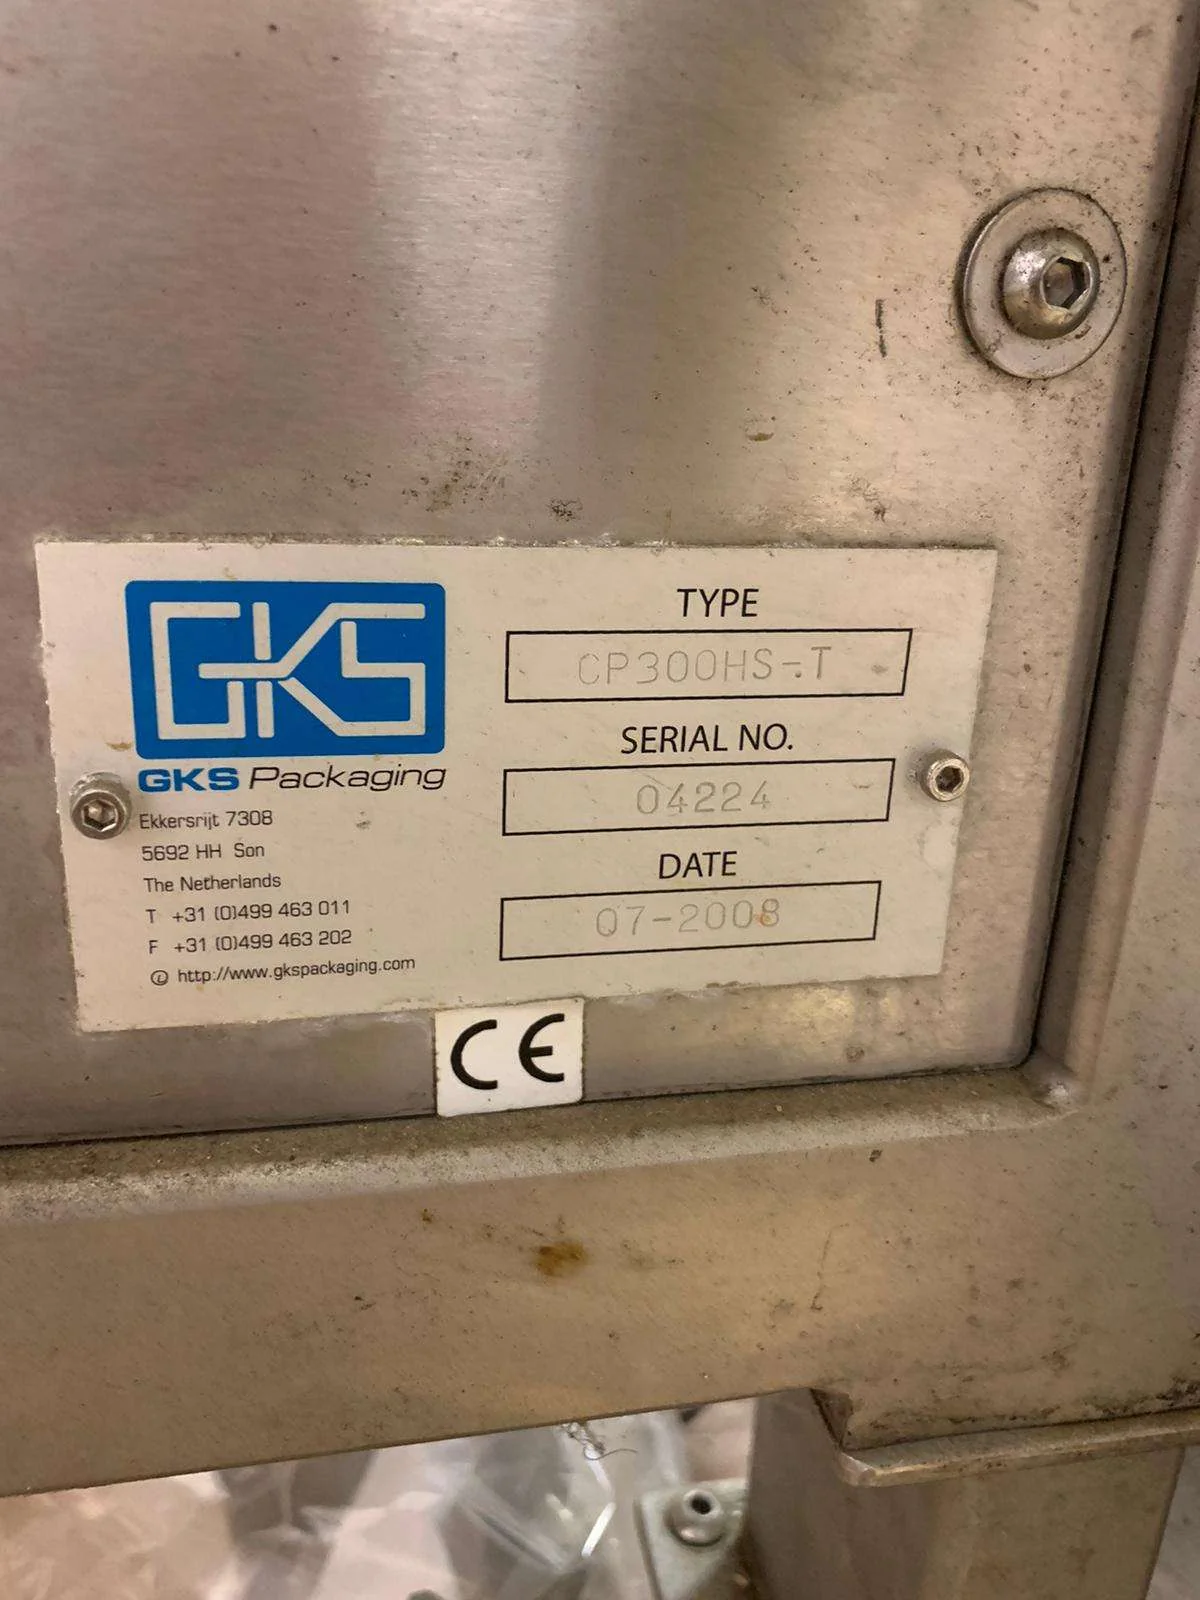 GKS
GKS Packaging
Ekkersrijt 7308
5692 HH Son
The Netherlands
T +31 (0)499 463 011
F +31 (0)499 463 202
http://www.gkspackaging.com
TYPE
CP300HS-T
SERIAL NO.
04224
DATE
07-2008
CE